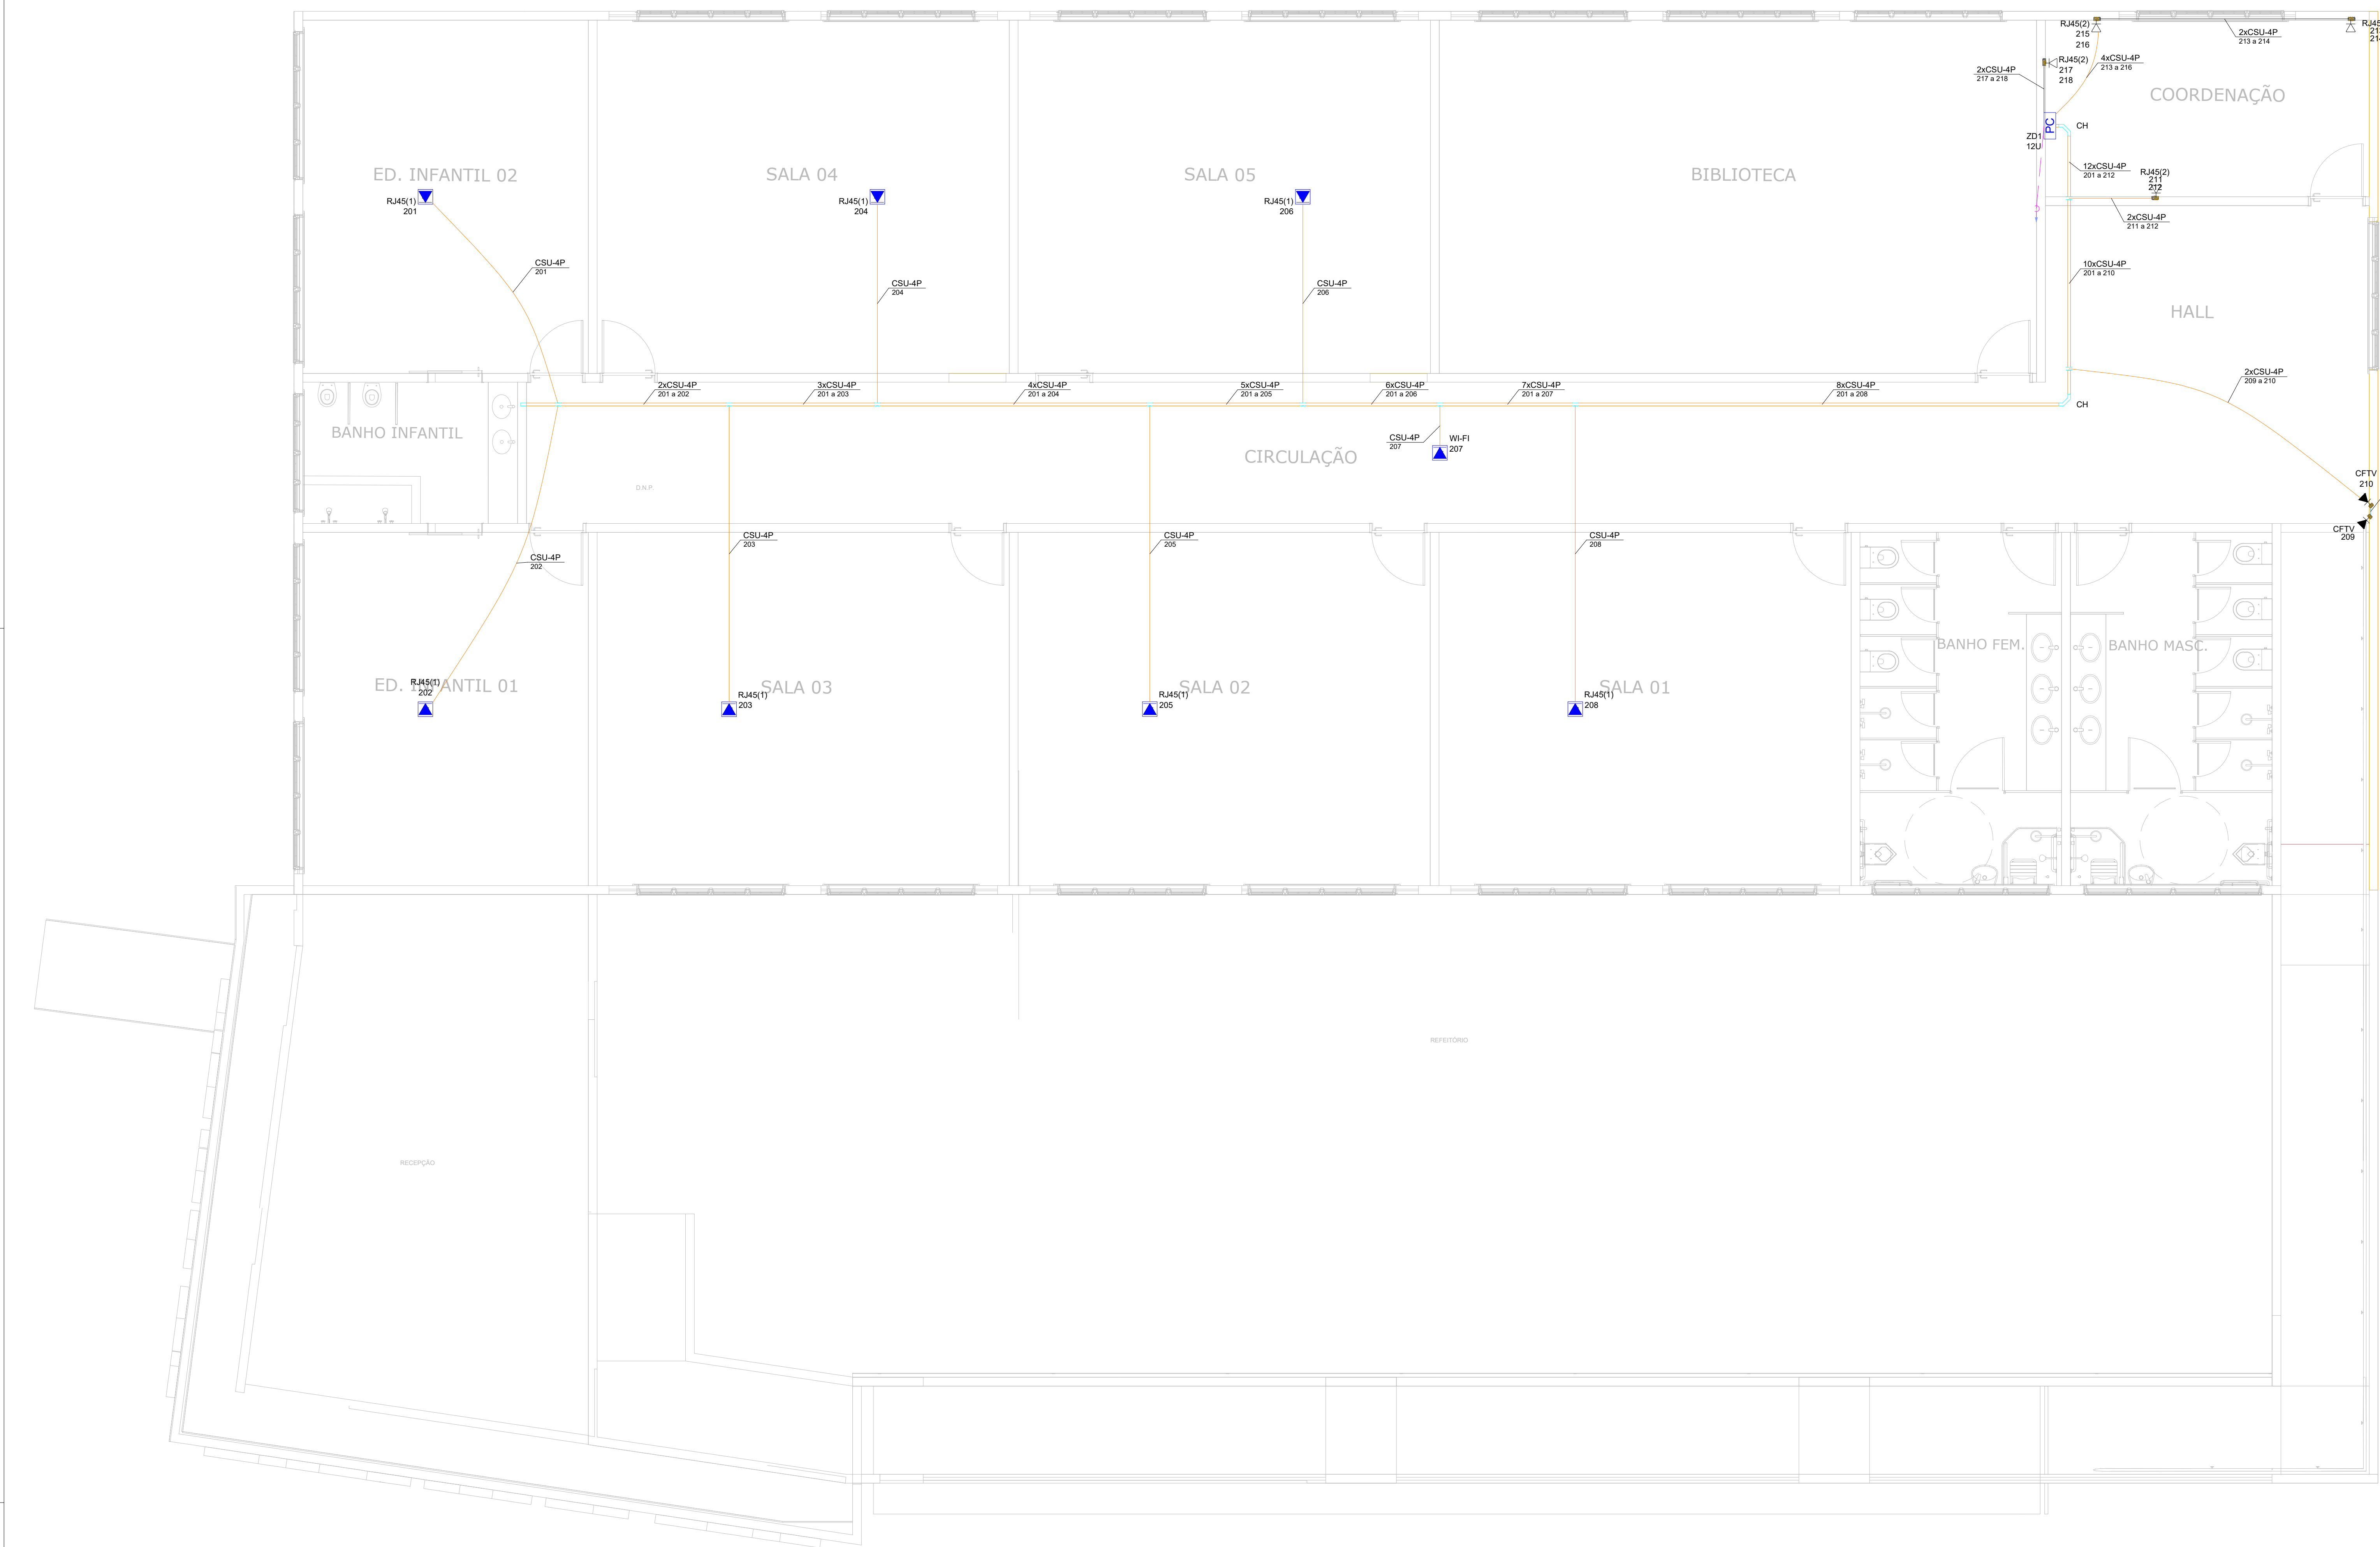 RJ45(2)
215
216
2xCSU-4P
213 a 214
RJ45(2)
217
218
4xCSU-4P
213 a 216
2xCSU-4P
217 a 218
COORDENAÇÃO
PC
CH
ZD1
12U
12xCSU-4P
201 a 212
RJ45(2)
211
212
2xCSU-4P
211 a 212
ED. INFANTIL 02
SALA 04
SALA 05
BIBLIOTECA
RJ45(1)
201
RJ45(1)
204
RJ45(1)
206
CSU-4P
201
CSU-4P
204
CSU-4P
206
10xCSU-4P
201 a 210
HALL
2xCSU-4P
201 a 202
3xCSU-4P
201 a 203
4xCSU-4P
201 a 204
5xCSU-4P
201 a 205
6xCSU-4P
201 a 206
7xCSU-4P
201 a 207
8xCSU-4P
201 a 208
2xCSU-4P
209 a 210
CH
BANHO INFANTIL
CSU-4P
207
WI-FI
207
CIRCULAÇÃO
D.N.P.
CFTV
210
CFTV
209
CSU-4P
202
CSU-4P
203
CSU-4P
205
CSU-4P
208
BANHO FEM.
BANHO MASC.
ED. INFANTIL 01
RJ45(1)
202
SALA 03
RJ45(1)
203
SALA 02
RJ45(1)
205
SALA 01
RJ45(1)
208
REFEITÓRIO
RECEPÇÃO